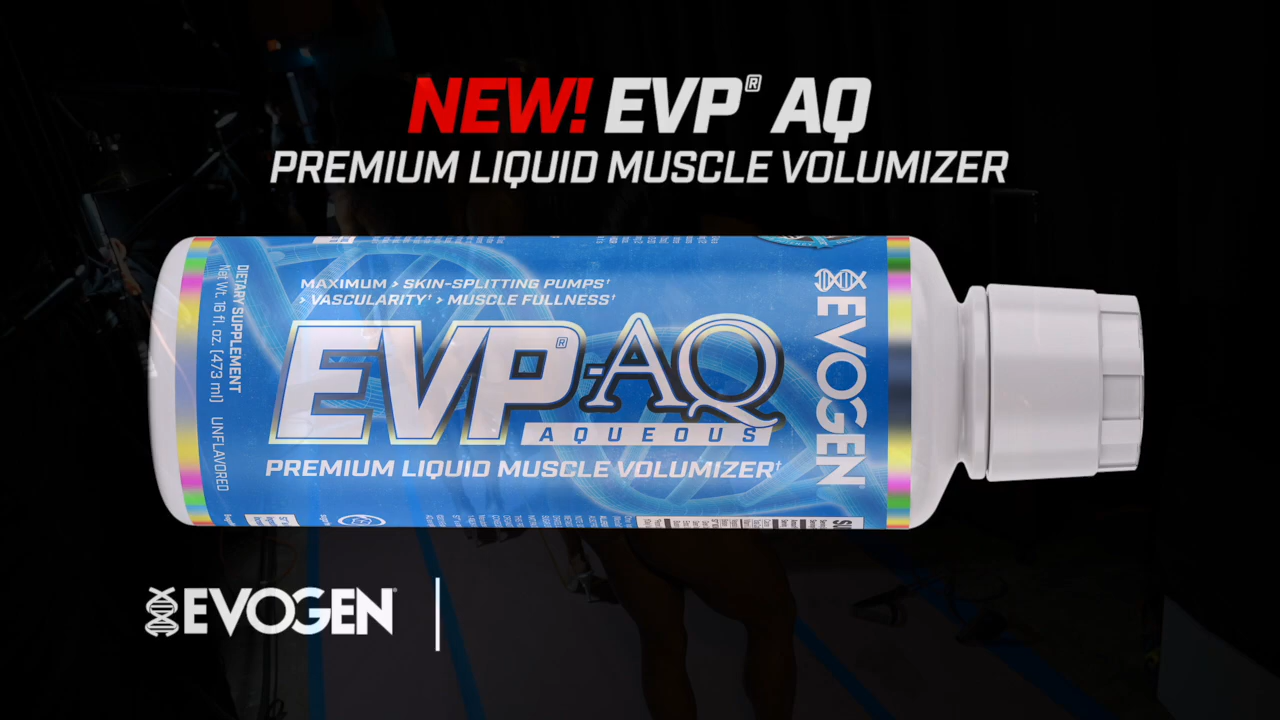 NEW! EVP® AQ
PREMIUM LIQUID MUSCLE VOLUMIZER
MAXIMUM > SKIN-SPLITTING PUMPS†
> VASCULARITY† > MUSCLE FULLNESS†
EVP®-AQ
AQUEOUS
PREMIUM LIQUID MUSCLE VOLUMIZER†
DIETARY SUPPLEMENT
Net Wt. 16 fl. oz. (473 ml) UNFLAVORED
EVOGEN
EVOGEN®